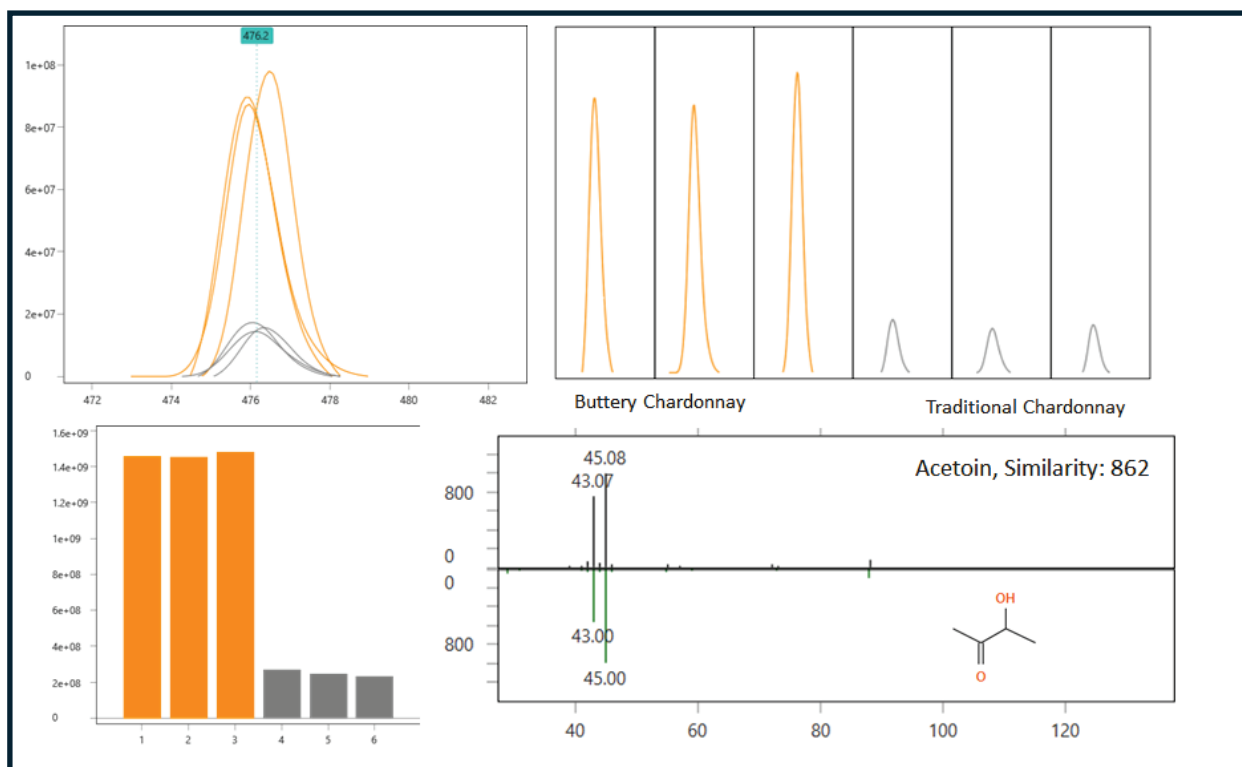 476.2
1e+08
8e+07
6e+07
4e+07
2e+07
0
472 474 476 478 480 482
Buttery Chardonnay Traditional Chardonnay
1.6e+09
1.4e+09
1.2e+09
1e+09
8e+08
6e+08
4e+08
2e+08
0
1 2 3 4 5 6
Acetoin, Similarity: 862
45.08
43.07
800
0
0
800
43.00
45.00
OH
O
40 60 80 100 120